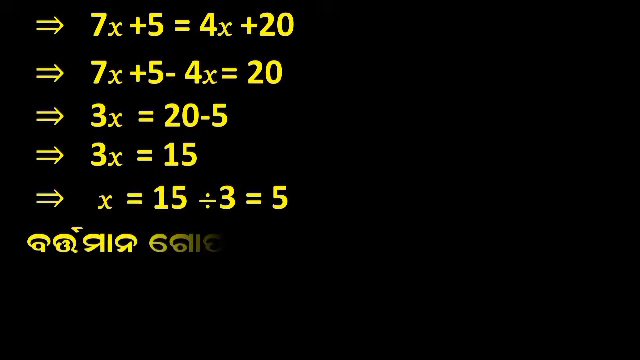 ⇒ 7x +5 = 4x +20
⇒ 7x +5- 4x = 20
⇒ 3x = 20-5
⇒ 3x = 15
⇒ x = 15 ÷3 = 5
ବର୍ତ୍ତମାନ